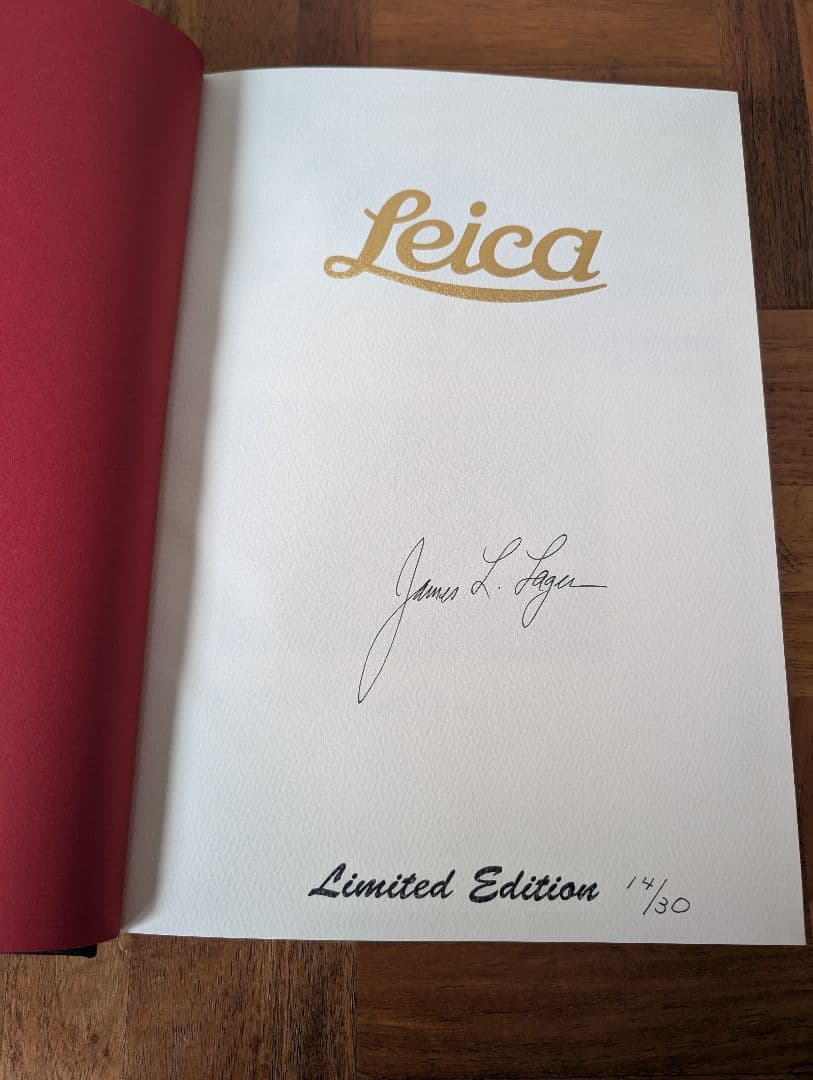 Leica
James L. Lager
Limited Edition 14/30